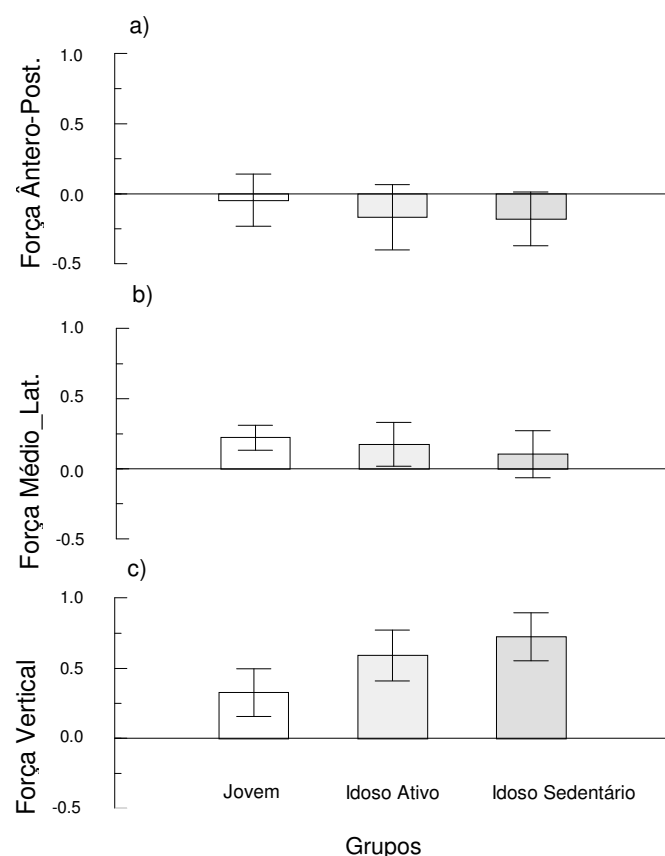 a)
Força Ântero-Post.
1.0
0.5
0.0
-0.5
b)
Força Médio_Lat.
1.0
0.5
0.0
-0.5
c)
Força Vertical
1.0
0.5
0.0
-0.5
Jovem Idoso Ativo Idoso Sedentário
Grupos